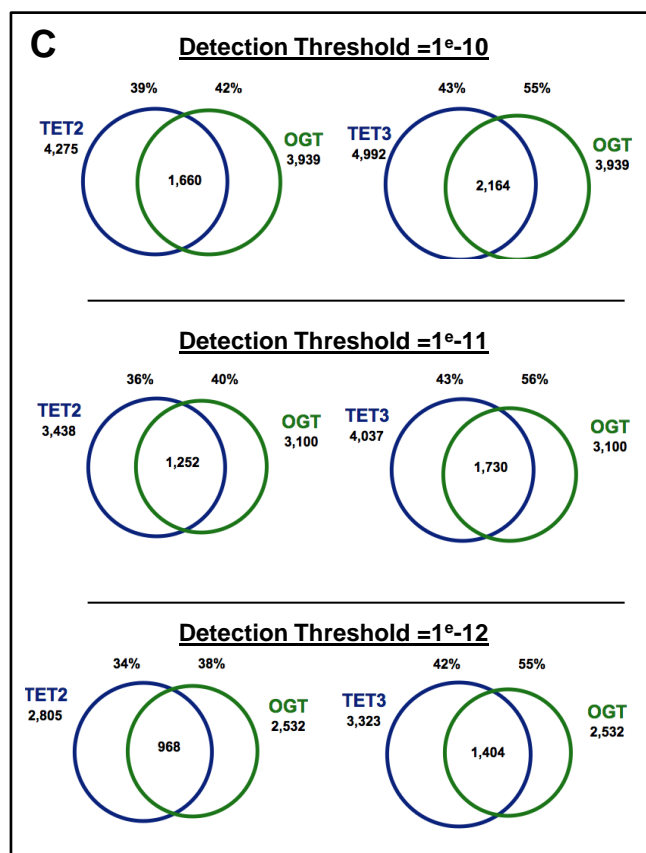 C
Detection Threshold =1e-10
39% 42%
TET2
4,275
OGT
3,939
1,660
43% 55%
TET3
4,992
OGT
3,939
2,164
Detection Threshold =1e-11
36% 40%
TET2
3,438
OGT
3,100
1,252
43% 56%
TET3
4,037
OGT
3,100
1,730
Detection Threshold =1e-12
34% 38%
TET2
2,805
OGT
2,532
968
42% 55%
TET3
3,323
OGT
2,532
1,404